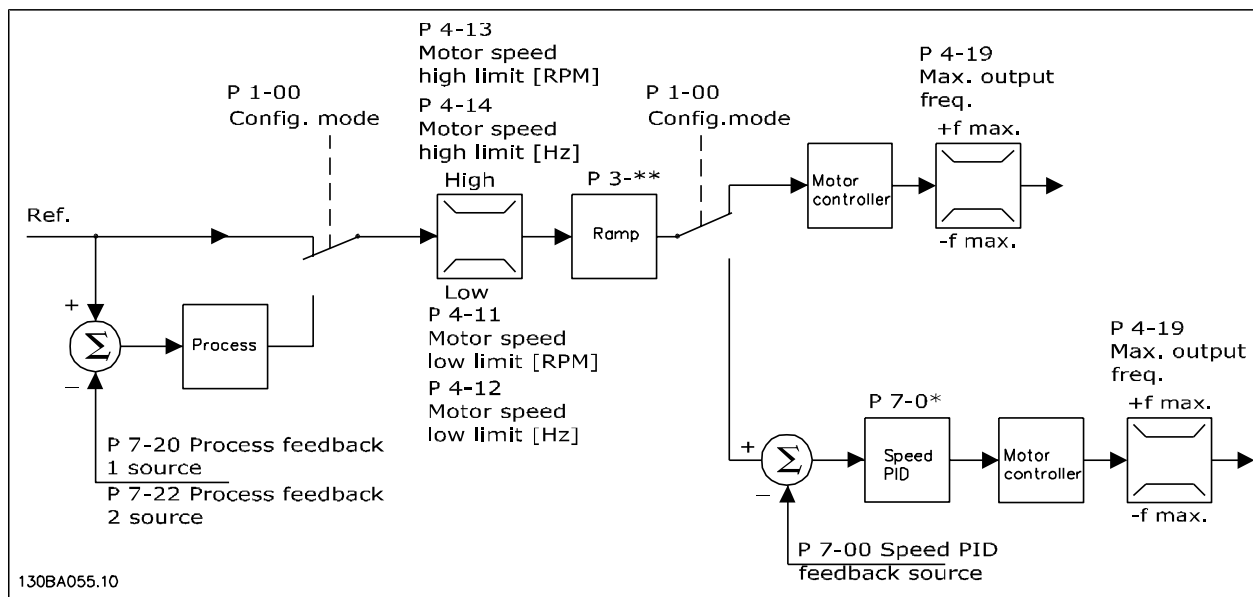 P 4-13
Motor speed
high limit [RPM]
P 4-14
Motor speed
high limit [Hz]
High
P 1-00
Config. mode
P 1-00
Config.mode
P 4-19
Max. output
freq.
+f max.
-f max.
P 3-**
Ramp
Motor
controller
Ref.
+
Σ
−
Process
Low
P 4-11
Motor speed
low limit [RPM]
P 4-12
Motor speed
low limit [Hz]
P 7-20 Process feedback
1 source
P 7-22 Process feedback
2 source
P 4-19
Max. output
freq.
+f max.
-f max.
P 7-0*
+
Σ
−
Speed
PID
Motor
controller
P 7-00 Speed PID
feedback source
130BA055.10